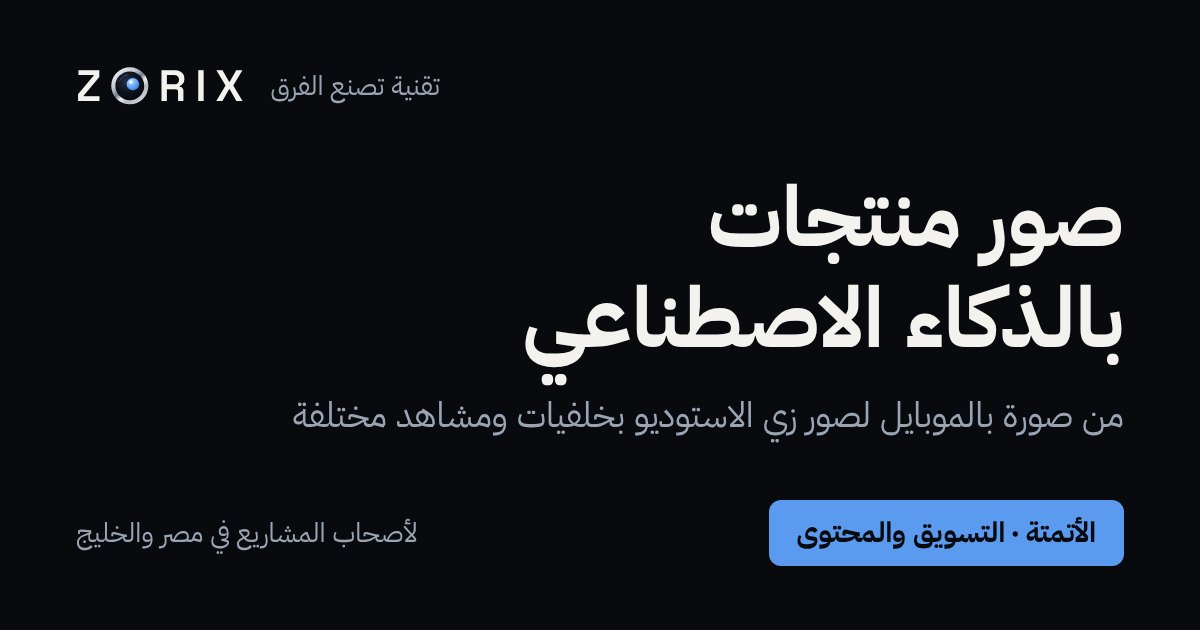 ZORIX تقنية تصنع الفرق
صور منتجات
بالذكاء الاصطناعي
من صورة بالموبايل لصور زي الاستوديو بخلفيات ومشاهد مختلفة
الأتمتة · التسويق والمحتوى
لأصحاب المشاريع في مصر والخليج